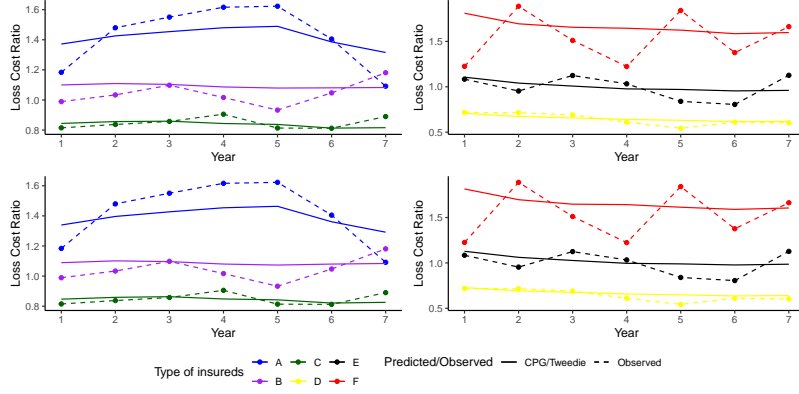 Loss Cost Ratio
1.6
1.4
1.2
1.0
0.8
1 2 3 4 5 6 7
Year
Loss Cost Ratio
1.5
1.0
0.5
1 2 3 4 5 6 7
Year
Loss Cost Ratio
1.6
1.4
1.2
1.0
0.8
1 2 3 4 5 6 7
Year
Loss Cost Ratio
1.5
1.0
0.5
1 2 3 4 5 6 7
Year
Type of insureds
A C E
B D F
Predicted/Observed CPG/Tweedie Observed